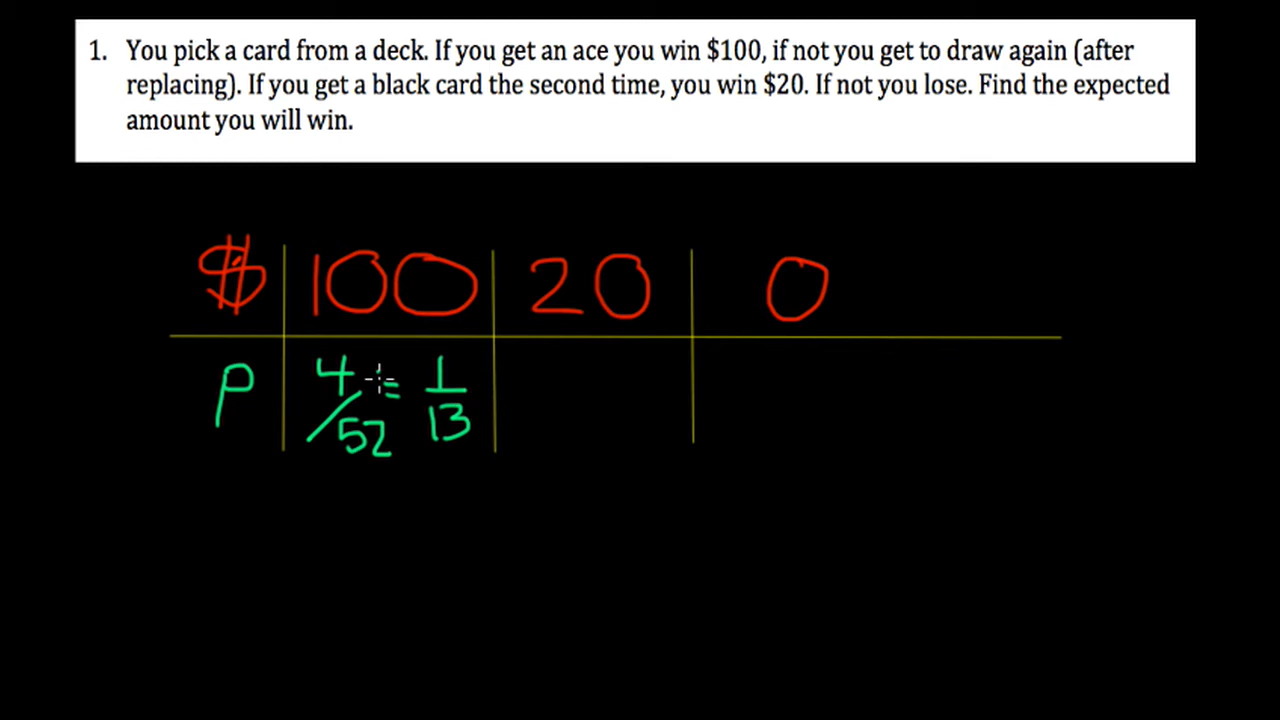 1. You pick a card from a deck. If you get an ace you win $100, if not you get to draw again (after
replacing). If you get a black card the second time, you win $20. If not you lose. Find the expected
amount you will win.
$ 100 20 0
P 4/52 = 1/13